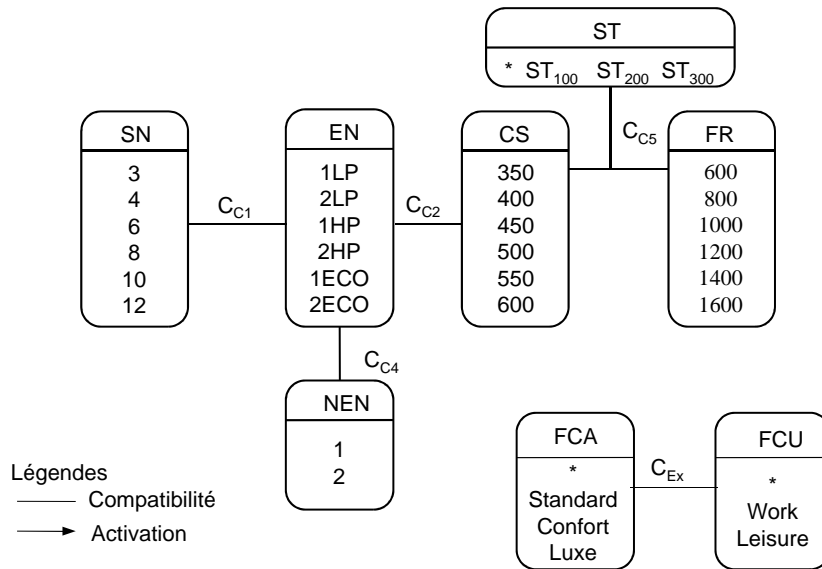 ST
* ST100 ST200 ST300
SN
3
4
6
8
10
12
CC1
EN
1LP
2LP
1HP
2HP
1ECO
2ECO
CC2
CS
350
400
450
500
550
600
CC5
FR
600
800
1000
1200
1400
1600
CC4
NEN
1
2
FCA
*
Standard
Confort
Luxe
CEx
FCU
*
Work
Leisure
Légendes
Compatibilité
Activation